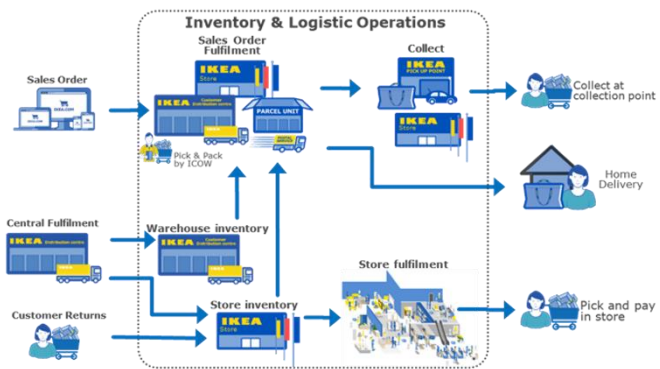 Inventory & Logistic Operations
Sales Order
Fulfilment
Collect
Sales Order
IKEA
Store
IKEA
PICK UP POINT
IKEA
Customer
Distribution centre
PARCEL UNIT
IKEA
Pick & Pack
by ICOW
IKEA
Store
Collect at
collection point
Home
Delivery
Central Fulfilment
IKEA
Distribution centre
Warehouse inventory
IKEA
Customer
Distribution centre
Store fulfilment
Store inventory
IKEA
Store
Customer Returns
Pick and pay
in store